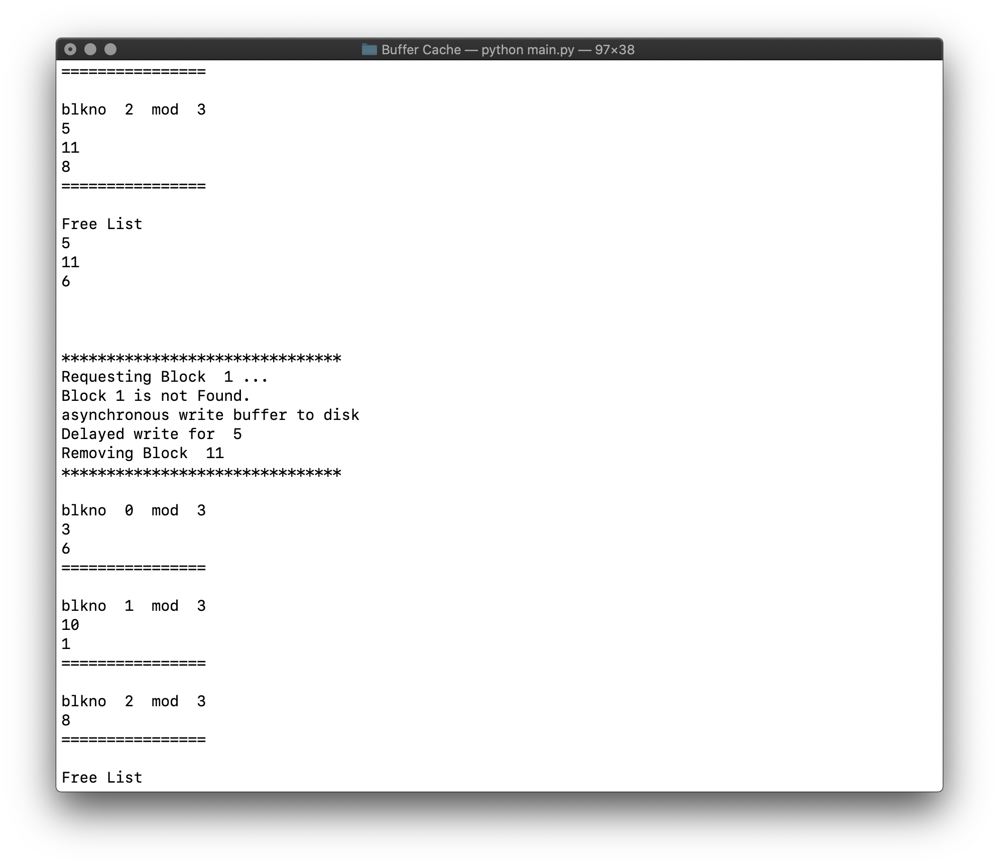 Buffer Cache — python main.py — 97×38
================
blkno  2  mod  3
5
11
8
================
Free List
5
11
6
*******************************
Requesting Block  1 ...
Block 1 is not Found.
asynchronous write buffer to disk
Delayed write for  5
Removing Block  11
*******************************
blkno  0  mod  3
3
6
================
blkno  1  mod  3
10
1
================
blkno  2  mod  3
8
================
Free List